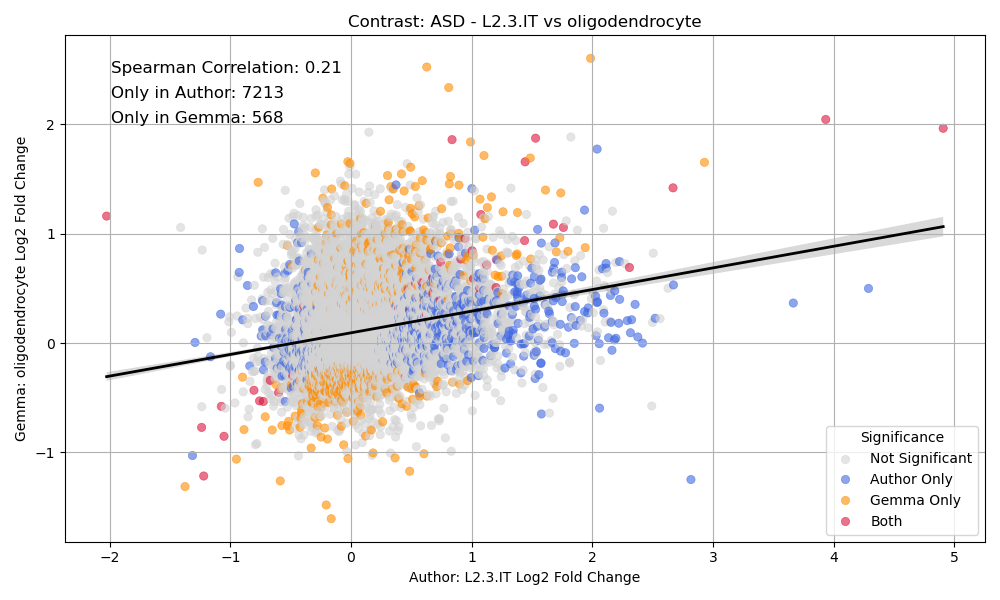 Contrast: ASD - L2.3.IT vs oligodendrocyte
Spearman Correlation: 0.21
Only in Author: 7213
Only in Gemma: 568
Gemma: oligodendrocyte Log2 Fold Change
2
1
0
−1
Significance
Not Significant
Author Only
Gemma Only
Both
−2 −1 0 1 2 3 4 5
Author: L2.3.IT Log2 Fold Change